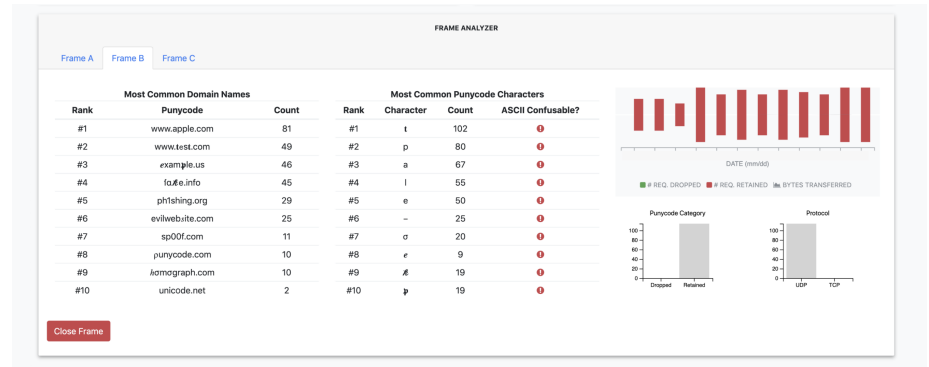 FRAME ANALYZER
Frame A Frame B Frame C
Most Common Domain Names
Rank Punycode Count
#1 www.apple.com 81
#2 www.𝐭e𝐬𝐭.com 49
#3 𝑒xam𝖕le.us 46
#4 fα𝓀e.info 45
#5 ph1shing.org 29
#6 evilweb𝓈ite.com 25
#7 sp00f.com 11
#8 ρunycode.com 10
#9 𝒽σmσgraph.com 10
#10 unicode.net 2
Most Common Punycode Characters
Rank Character Count ASCII Confusable?
#1 𝐭 102
#2 р 80
#3 а 67
#4 l 55
#5 е 50
#6 – 25
#7 σ 20
#8 𝑒 9
#9 𝓀 19
#10 𝖕 19
DATE (mm/dd)
# REQ. DROPPED # REQ. RETAINED BYTES TRANSFERRED
Punycode Category
100
80
60
40
20
0
Dropped Retained
Protocol
100
80
60
40
20
0
UDP TCP
Close Frame